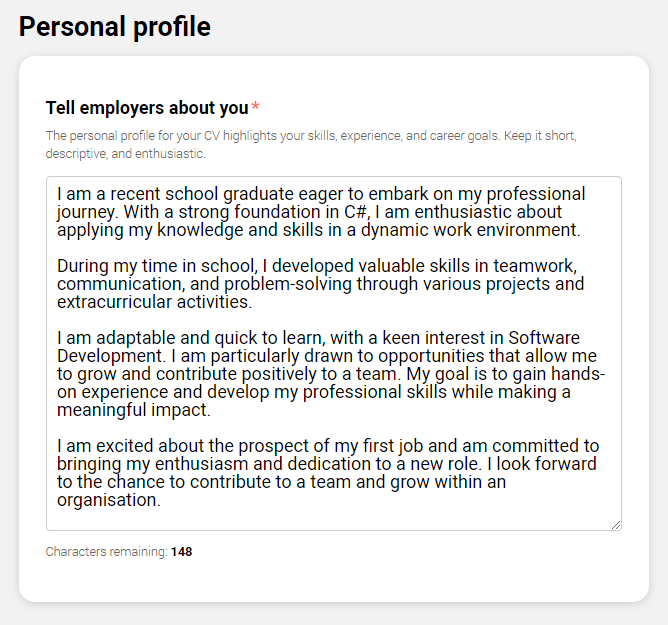 Personal profile
Tell employers about you*
The personal profile for your CV highlights your skills, experience, and career goals. Keep it short,
descriptive, and enthusiastic.
I am a recent school graduate eager to embark on my professional
journey. With a strong foundation in C#, I am enthusiastic about
applying my knowledge and skills in a dynamic work environment.
During my time in school, I developed valuable skills in teamwork,
communication, and problem-solving through various projects and
extracurricular activities.
I am adaptable and quick to learn, with a keen interest in Software
Development. I am particularly drawn to opportunities that allow me
to grow and contribute positively to a team. My goal is to gain hands-
on experience and develop my professional skills while making a
meaningful impact.
I am excited about the prospect of my first job and am committed to
bringing my enthusiasm and dedication to a new role. I look forward
to the chance to contribute to a team and grow within an
organisation.
Characters remaining: 148